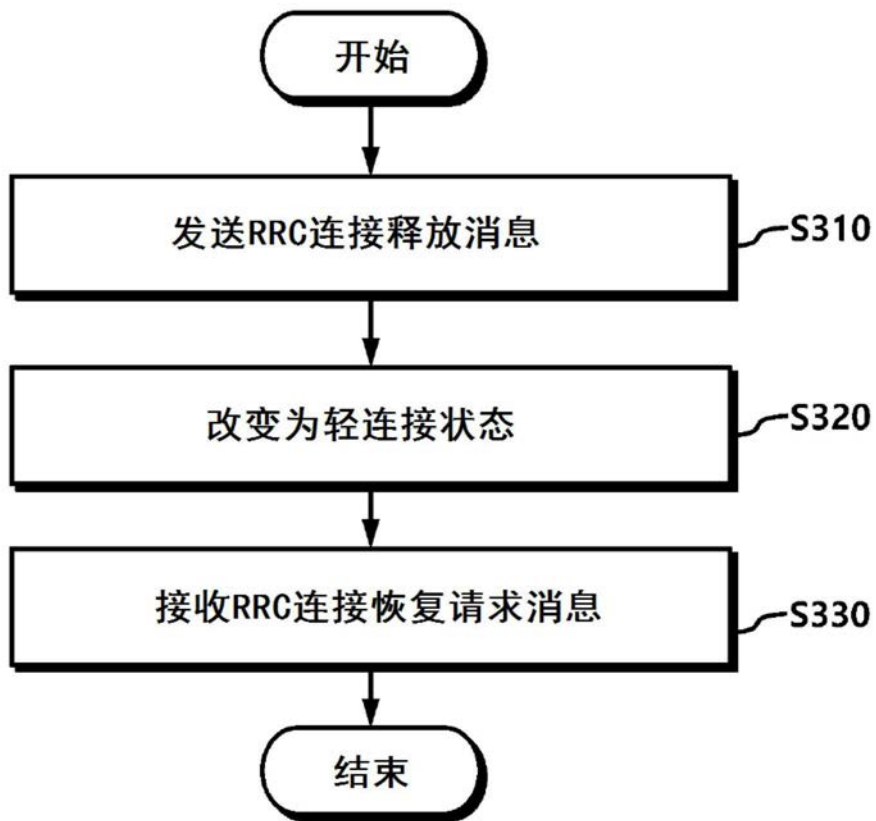 开始
发送RRC连接释放消息
S310
改变为轻连接状态
S320
接收RRC连接恢复请求消息
S330
结束